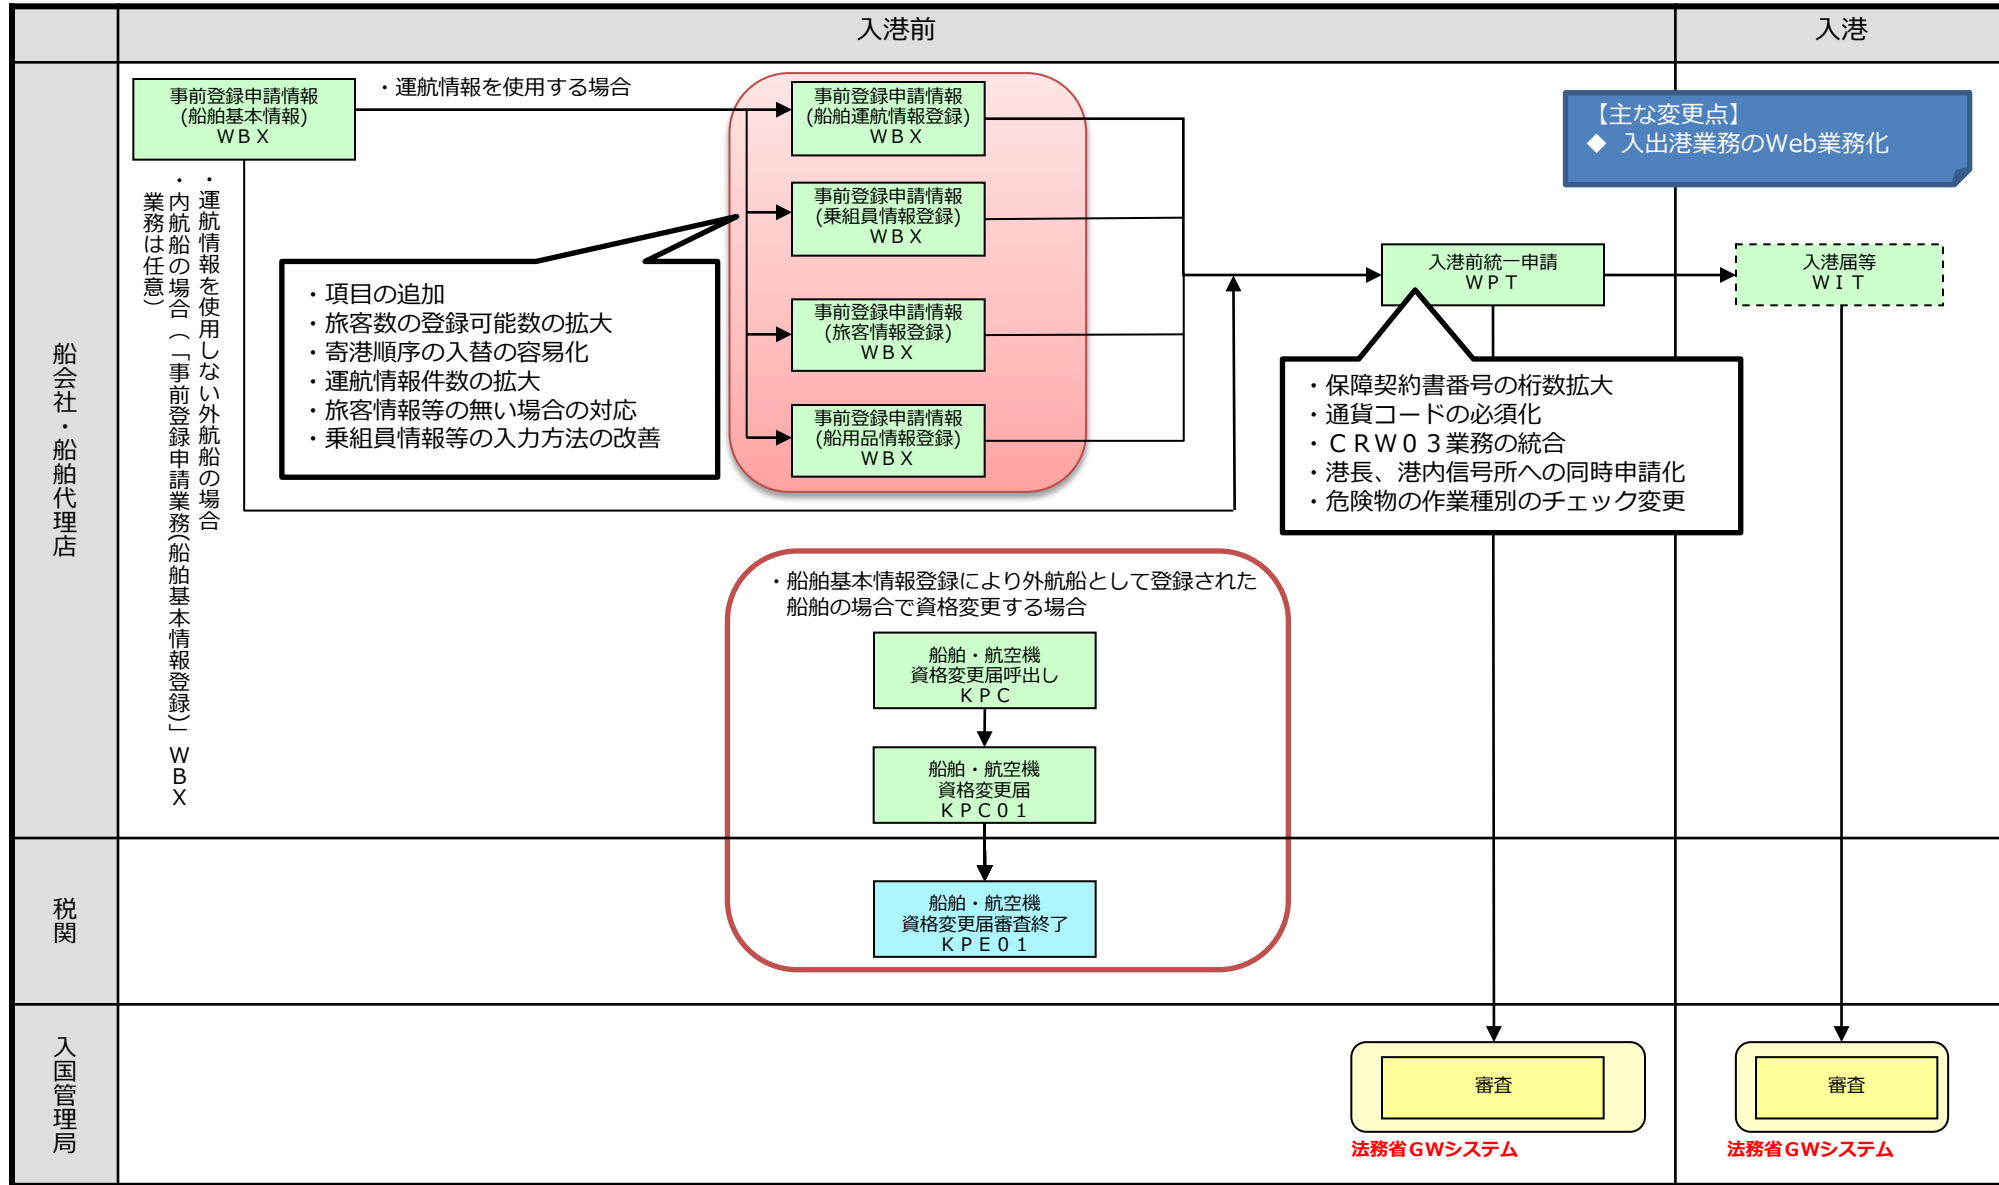 入港前
入港
船会社・船舶代理店
税関
入国管理局
事前登録申請情報
(船舶基本情報)
ＷＢＸ
・運航情報を使用する場合
・運航情報を使用しない外航船の場合
・内航船の場合（「事前登録申請業務(船舶基本情報登録)」ＷＢＸ
業務は任意）
事前登録申請情報
(船舶運航情報登録)
ＷＢＸ
事前登録申請情報
(乗組員情報登録)
ＷＢＸ
事前登録申請情報
(旅客情報登録)
ＷＢＸ
事前登録申請情報
(船用品情報登録)
ＷＢＸ
・項目の追加
・旅客数の登録可能数の拡大
・寄港順序の入替の容易化
・運航情報件数の拡大
・旅客情報等の無い場合の対応
・乗組員情報等の入力方法の改善
【主な変更点】
◆ 入出港業務のWeb業務化
入港前統一申請
ＷＰＴ
入港届等
ＷＩＴ
・保障契約書番号の桁数拡大
・通貨コードの必須化
・ＣＲＷ０３業務の統合
・港長、港内信号所への同時申請化
・危険物の作業種別のチェック変更
・船舶基本情報登録により外航船として登録された
船舶の場合で資格変更する場合
船舶・航空機
資格変更届呼出し
ＫＰＣ
船舶・航空機
資格変更届
ＫＰＣ０１
船舶・航空機
資格変更届審査終了
ＫＰＥ０１
審査
法務省ＧＷシステム
審査
法務省ＧＷシステム